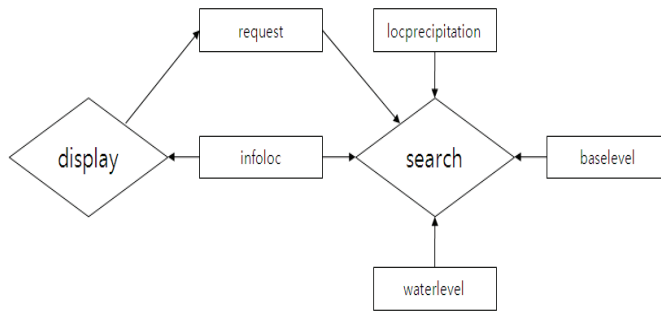 request
locprecipitation
display
infoloc
search
baselevel
waterlevel